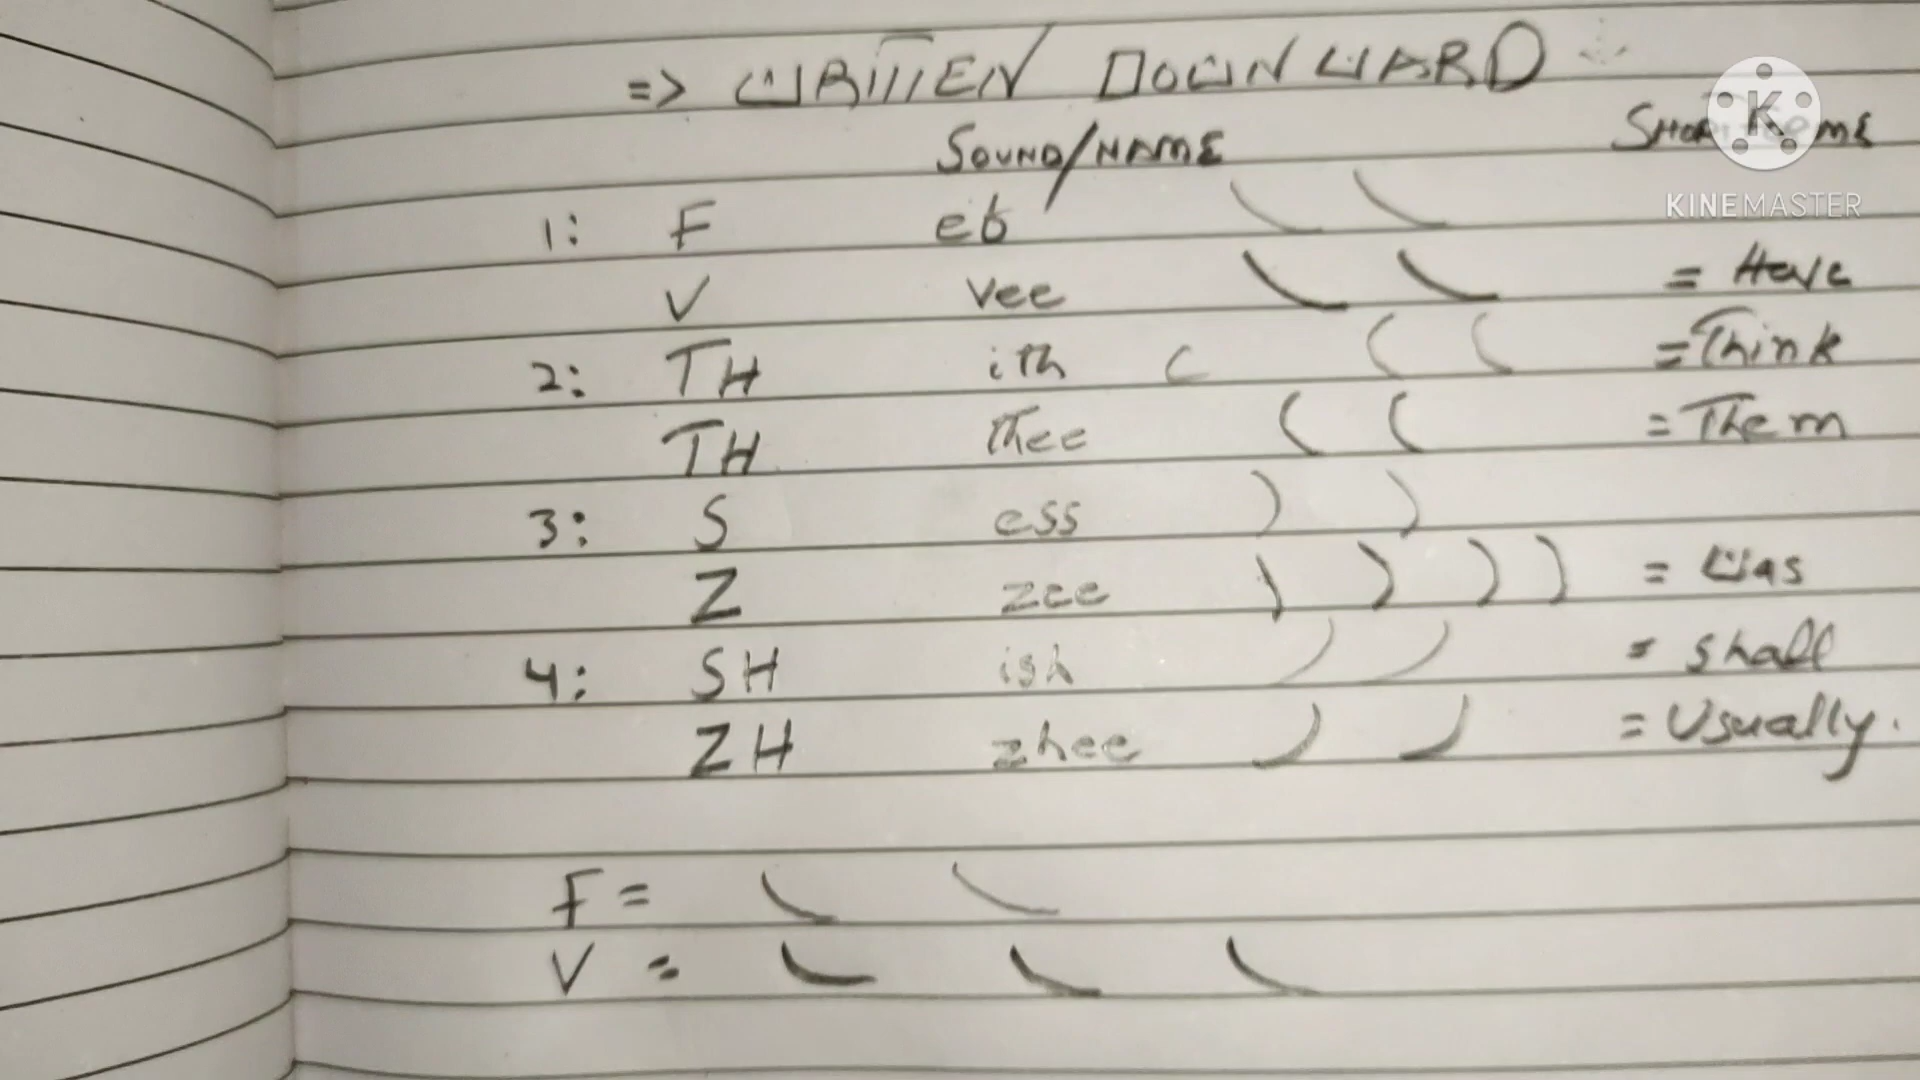 => WRITTEN DOWNWARD
SOUND/NAME
K
KINEMASTER
1: F ef
V Vee = Have
2: TH ith = Think
TH Thee = Them
3: S ess
Z zee = Was
4: SH ish = Shall
ZH zhee = Usually.
F =
V =